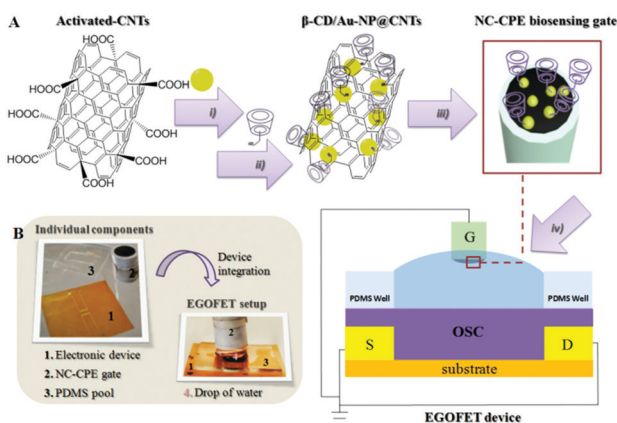 A
Activated-CNTs
β-CD/Au-NP@CNTs
NC-CPE biosensing gate
HOOC
COOH
HOOC
COOH
HOOC
COOH
HOOC
COOH
HOOC
COOH
i)
ii)
iii)
iv)
B
Individual components
3
2
1
Device
integration
EGOFET setup
2
1
3
1. Electronic device
2. NC-CPE gate
3. PDMS pool
4. Drop of water
G
PDMS Well
PDMS Well
OSC
S
D
substrate
EGOFET device